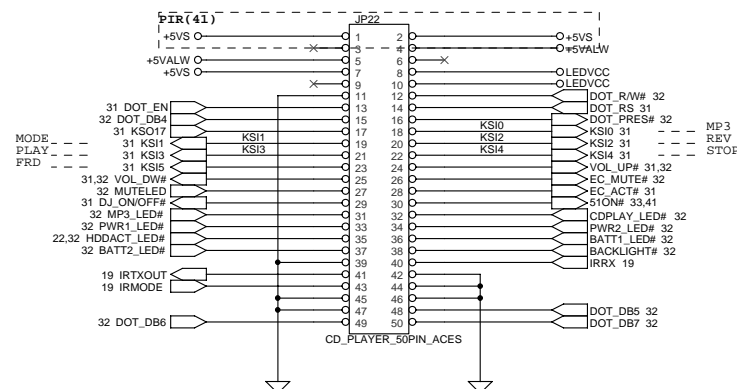 PIR(41)
JP22
+5VS 1 2 +5VS
3 4 +5VALW
+5VALW 5 6
+5VS 7 8 LEDVCC
9 10 LEDVCC
11 12 DOT_R/W# 32
31 DOT_EN 13 14 DOT_RS 31
32 DOT_DB4 15 16 DOT_PRES# 32
31 KSO17 17 18 KSI0 KSI0 31 MP3
MODE 31 KSI1 KSI1 19 20 KSI2 KSI2 31 REV
PLAY 31 KSI3 KSI3 21 22 KSI4 KSI4 31 STOP
FRD 31 KSI5 23 24 VOL_UP# 31,32
31,32 VOL_DW# 25 26 EC_MUTE# 32
32 MUTELED 27 28 EC_ACT# 31
31 DJ_ON/OFF# 29 30 51ON# 33,41
32 MP3_LED# 31 32 CDPLAY_LED# 32
32 PWR1_LED# 33 34 PWR2_LED# 32
22,32 HDDACT_LED# 35 36 BATT1_LED# 32
32 BATT2_LED# 37 38 BACKLIGHT# 32
39 40 IRRX 19
19 IRTXOUT 41 42
19 IRMODE 43 44
45 46
47 48 DOT_DB5 32
32 DOT_DB6 49 50 DOT_DB7 32
CD_PLAYER_50PIN_ACES